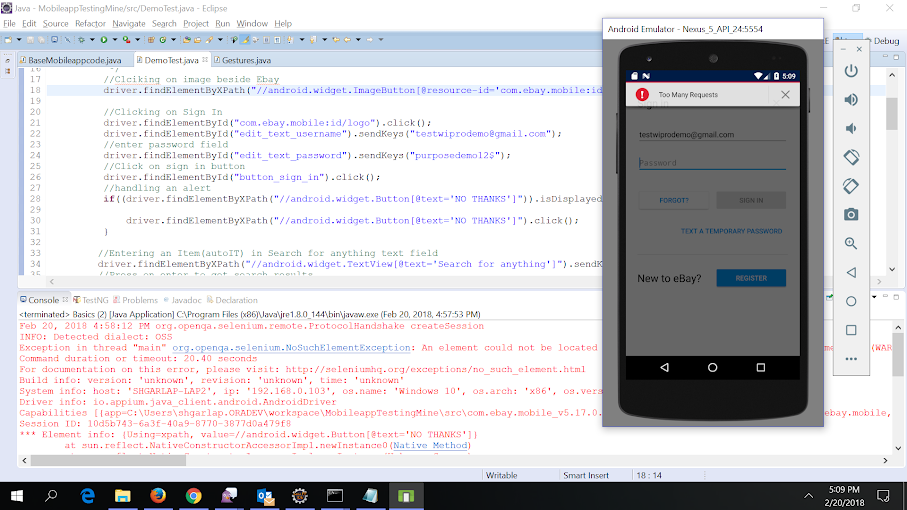 Java - MobileappTestingMine/src/DemoTest.java - Eclipse
File Edit Source Refactor Navigate Search Project Run Window Help
Debug
BaseMobileappcode.java DemoTest.java Gestures.java
17 //Clciking on image beside Ebay
18 driver.findElementByXPath("//android.widget.ImageButton[@resource-id='com.ebay.mobile:id
19
20 //Clicking on Sign In
21 driver.findElementById("com.ebay.mobile:id/logo").click();
22 driver.findElementById("edit_text_username").sendKeys("testwiprodemo@gmail.com");
23 //enter password field
24 driver.findElementById("edit_text_password").sendKeys("purposedemo12$");
25 //Click on sign in button
26 driver.findElementById("button_sign_in").click();
27 //handling an alert
28 if((driver.findElementByXPath("//android.widget.Button[@text='NO THANKS']")).isDisplayed
29
30 driver.findElementByXPath("//android.widget.Button[@text='NO THANKS']").click();
31 }
32
33 //Entering an Item(autoIT) in Search for anything text field
34 driver.findElementByXPath("//android.widget.TextView[@text='Search for anything']").sendK
35 //Press on enter to get search results
Console TestNG Problems Javadoc Declaration
<terminated> Basics (2) [Java Application] C:\Program Files (x86)\Java\jre1.8.0_144\bin\javaw.exe (Feb 20, 2018, 4:57:53 PM)
Feb 20, 2018 4:58:12 PM org.openqa.selenium.remote.ProtocolHandshake createSession
INFO: Detected dialect: OSS
Exception in thread "main" org.openqa.selenium.NoSuchElementException: An element could not be located (WAR
Command duration or timeout: 20.40 seconds
For documentation on this error, please visit: http://seleniumhq.org/exceptions/no_such_element.html
Build info: version: 'unknown', revision: 'unknown', time: 'unknown'
System info: host: 'SHGARLAP-LAP2', ip: '192.168.0.103', os.name: 'Windows 10', os.arch: 'x86', os.vers
Driver info: io.appium.java_client.android.AndroidDriver
Capabilities [{app=C:\Users\shgarlap.ORADEV\workspace\MobileappTestingMine\src\com.ebay.mobile_v5.17.0. ebay.mobile,
Session ID: 10d5b743-6a3f-40a9-8770-3877d0a479f8
*** Element info: {Using=xpath, value=//android.widget.Button[@text='NO THANKS']}
at sun.reflect.NativeConstructorAccessorImpl.newInstance0(Native Method)
Writable Smart Insert 18 : 14
Android Emulator - Nexus_5_API_24:5554
5:09
Too Many Requests
testwiprodemo@gmail.com
Password
FORGOT? SIGN IN
TEXT A TEMPORARY PASSWORD
New to eBay? REGISTER
5:09 PM
2/20/2018